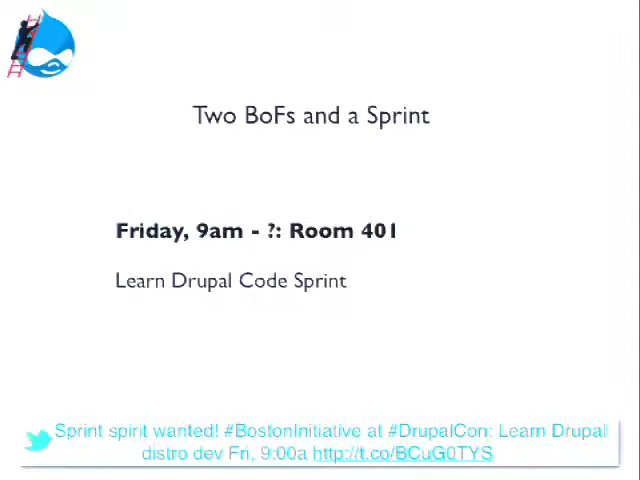 Two BoFs and a Sprint
Friday, 9am - ?: Room 401
Learn Drupal Code Sprint
Sprint spirit wanted! #BostonInitiative at #DrupalCon: Learn Drupal
distro dev Fri, 9:00a http://t.co/BCuG0TYS